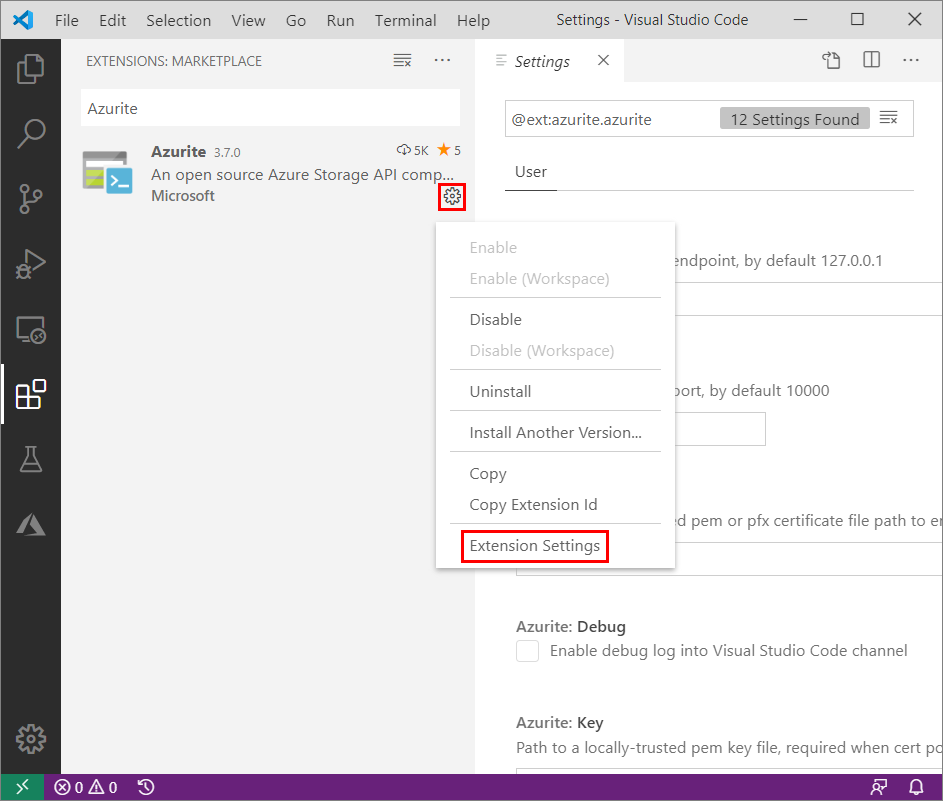 File Edit Selection View Go Run Terminal Help Settings - Visual Studio Code
EXTENSIONS: MARKETPLACE
Azurite
Azurite 3.7.0 5K 5
An open source Azure Storage API comp...
Microsoft
Enable
Enable (Workspace)
Disable
Disable (Workspace)
Uninstall
Install Another Version...
Copy
Copy Extension Id
Extension Settings
Settings
@ext:azurite.azurite 12 Settings Found
User
endpoint, by default 127.0.0.1
port, by default 10000
pem or pfx certificate file path to
Azurite: Debug
Enable debug log into Visual Studio Code channel
Azurite: Key
Path to a locally-trusted pem key file, required when cert
0 0